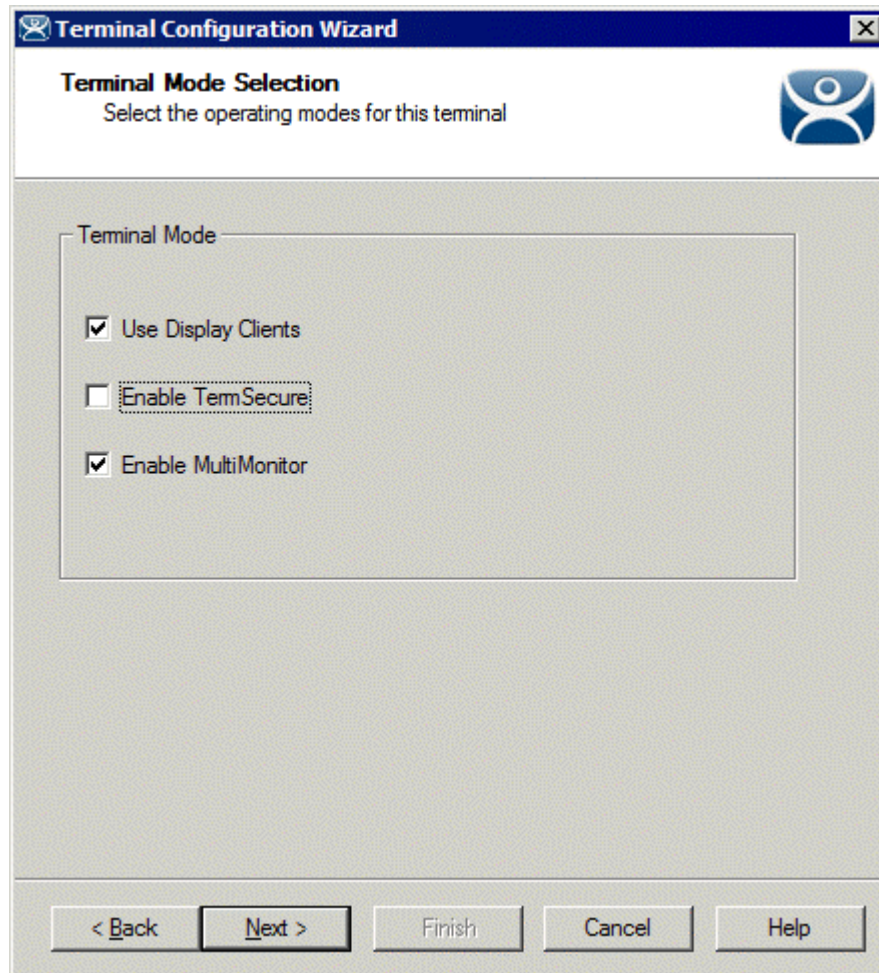 Terminal Configuration Wizard
Terminal Mode Selection
Select the operating modes for this terminal
Terminal Mode
Use Display Clients
Enable TermSecure
Enable MultiMonitor
< Back Next > Finish Cancel Help